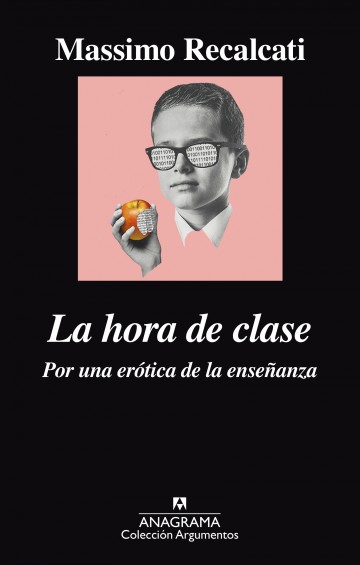 Massimo Recalcati
La hora de clase
Por una erótica de la enseñanza
ANAGRAMA
Colección Argumentos